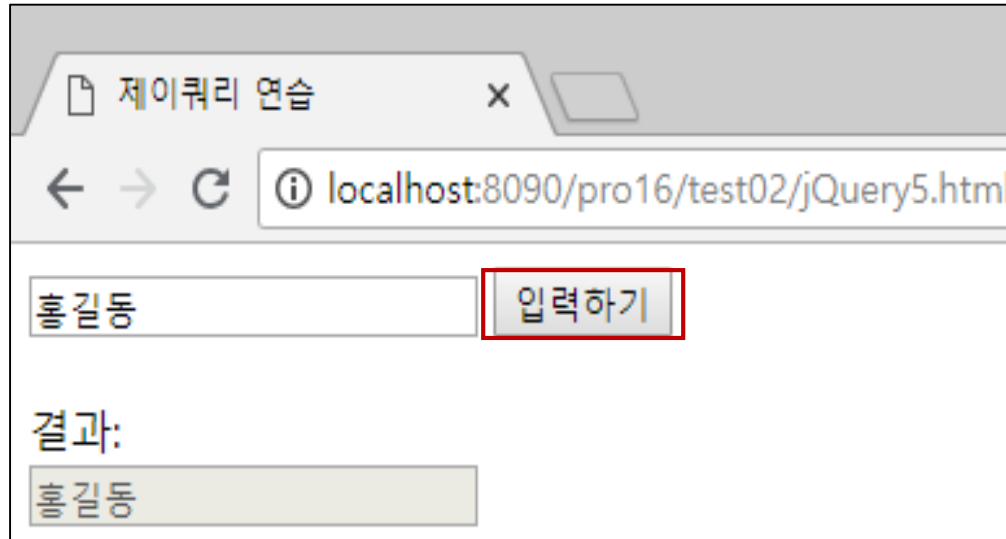 제이쿼리 연습
localhost:8090/pro16/test02/jQuery5.html
홍길동 입력하기
결과:
홍길동